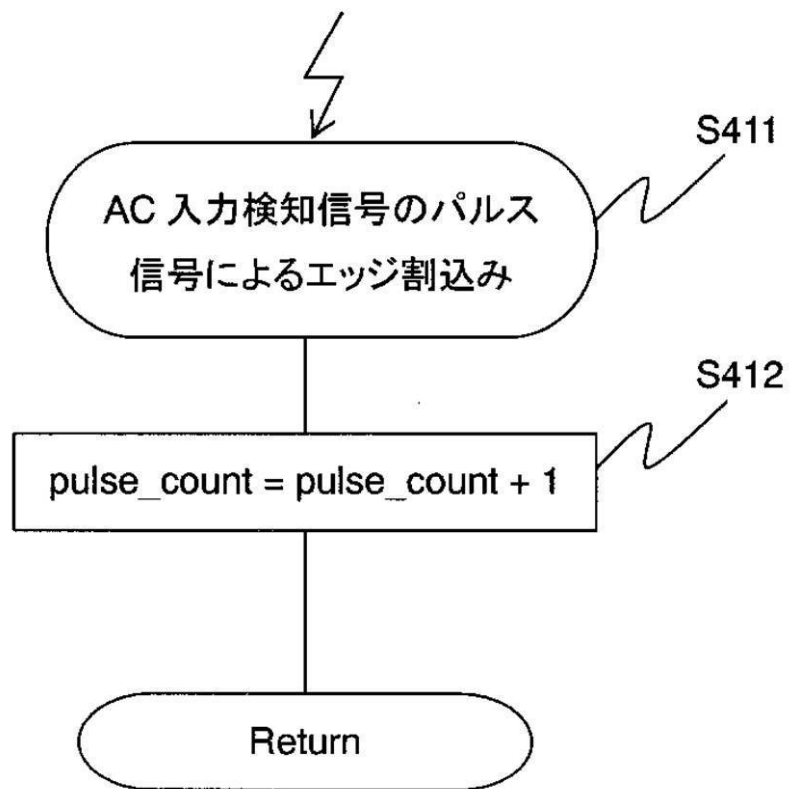 S411
AC 入力検知信号のパルス
信号によるエッジ割込み
S412
pulse_count = pulse_count + 1
Return